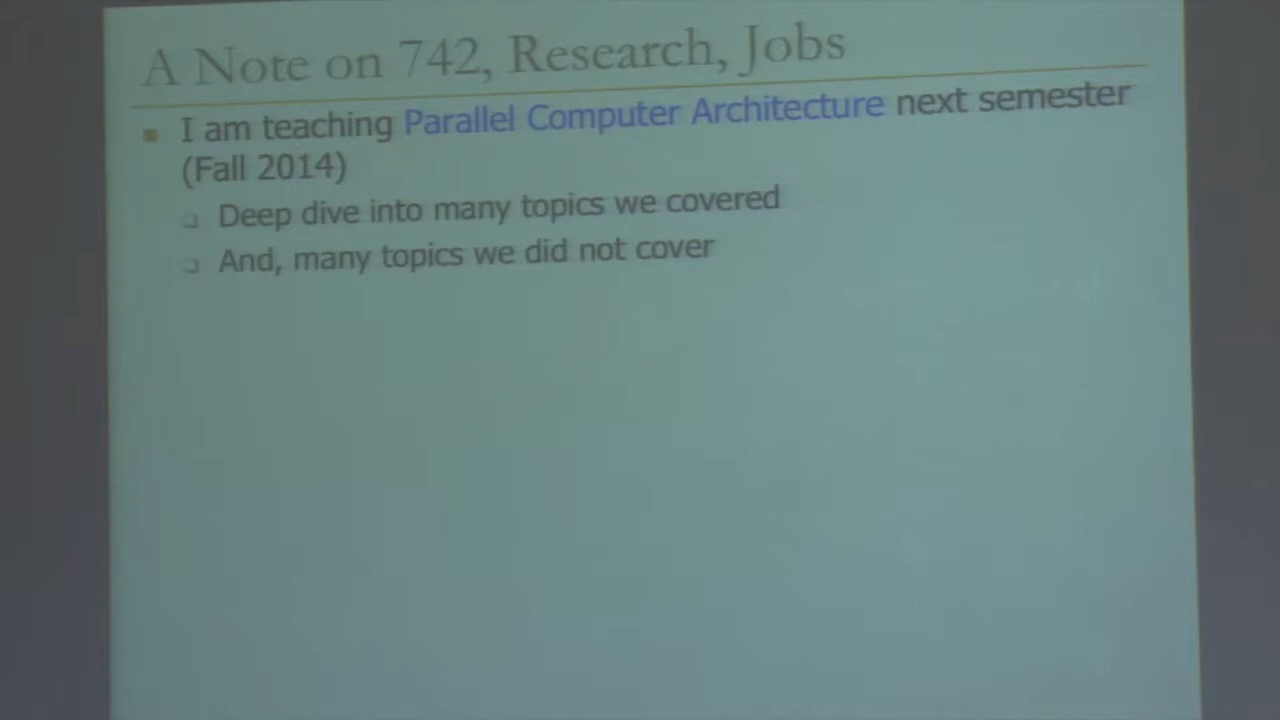 A Note on 742, Research, Jobs
I am teaching Parallel Computer Architecture next semester
(Fall 2014)
Deep dive into many topics we covered
And, many topics we did not cover